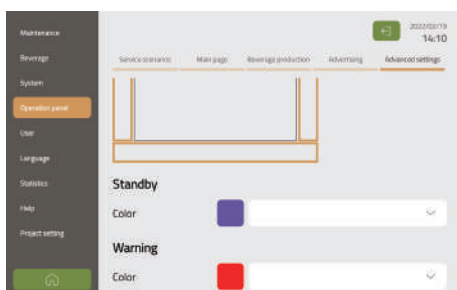 Maintenance
2022/02/19
14:10
Beverage
Service scenarios
Main page
Beverage production
Advertising
Advanced settings
System
Operation panel
User
Language
Statistics
Standby
Help
Color
Project setting
Warning
Color